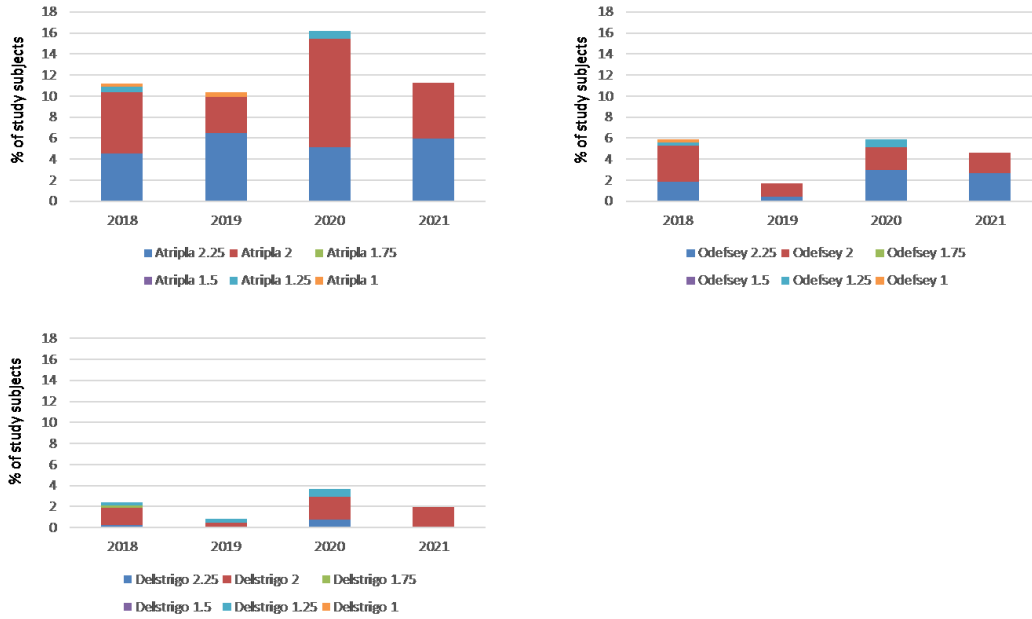 % of study subjects
18
16
14
12
10
8
6
4
2
0
2018 2019 2020 2021
Atripla 2.25 Atripla 2 Atripla 1.75
Atripla 1.5 Atripla 1.25 Atripla 1
% of study subjects
18
16
14
12
10
8
6
4
2
0
2018 2019 2020 2021
Odefsey 2.25 Odefsey 2 Odefsey 1.75
Odefsey 1.5 Odefsey 1.25 Odefsey 1
% of study subjects
18
16
14
12
10
8
6
4
2
0
2018 2019 2020 2021
Delstrigo 2.25 Delstrigo 2 Delstrigo 1.75
Delstrigo 1.5 Delstrigo 1.25 Delstrigo 1